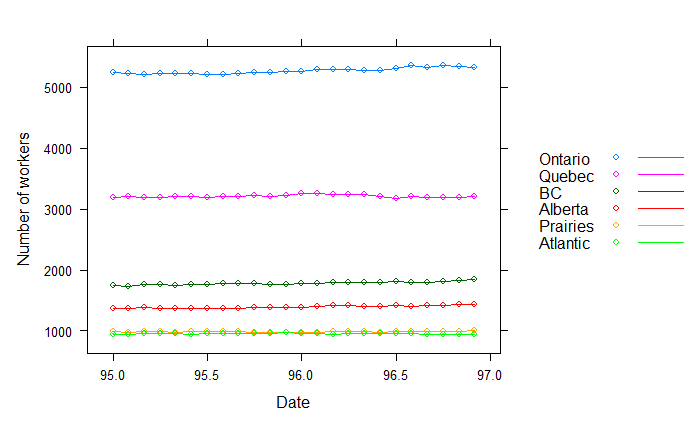 5000
4000
3000
2000
1000
Number of workers
95.0 95.5 96.0 96.5 97.0
Date
Ontario
Quebec
BC
Alberta
Prairies
Atlantic